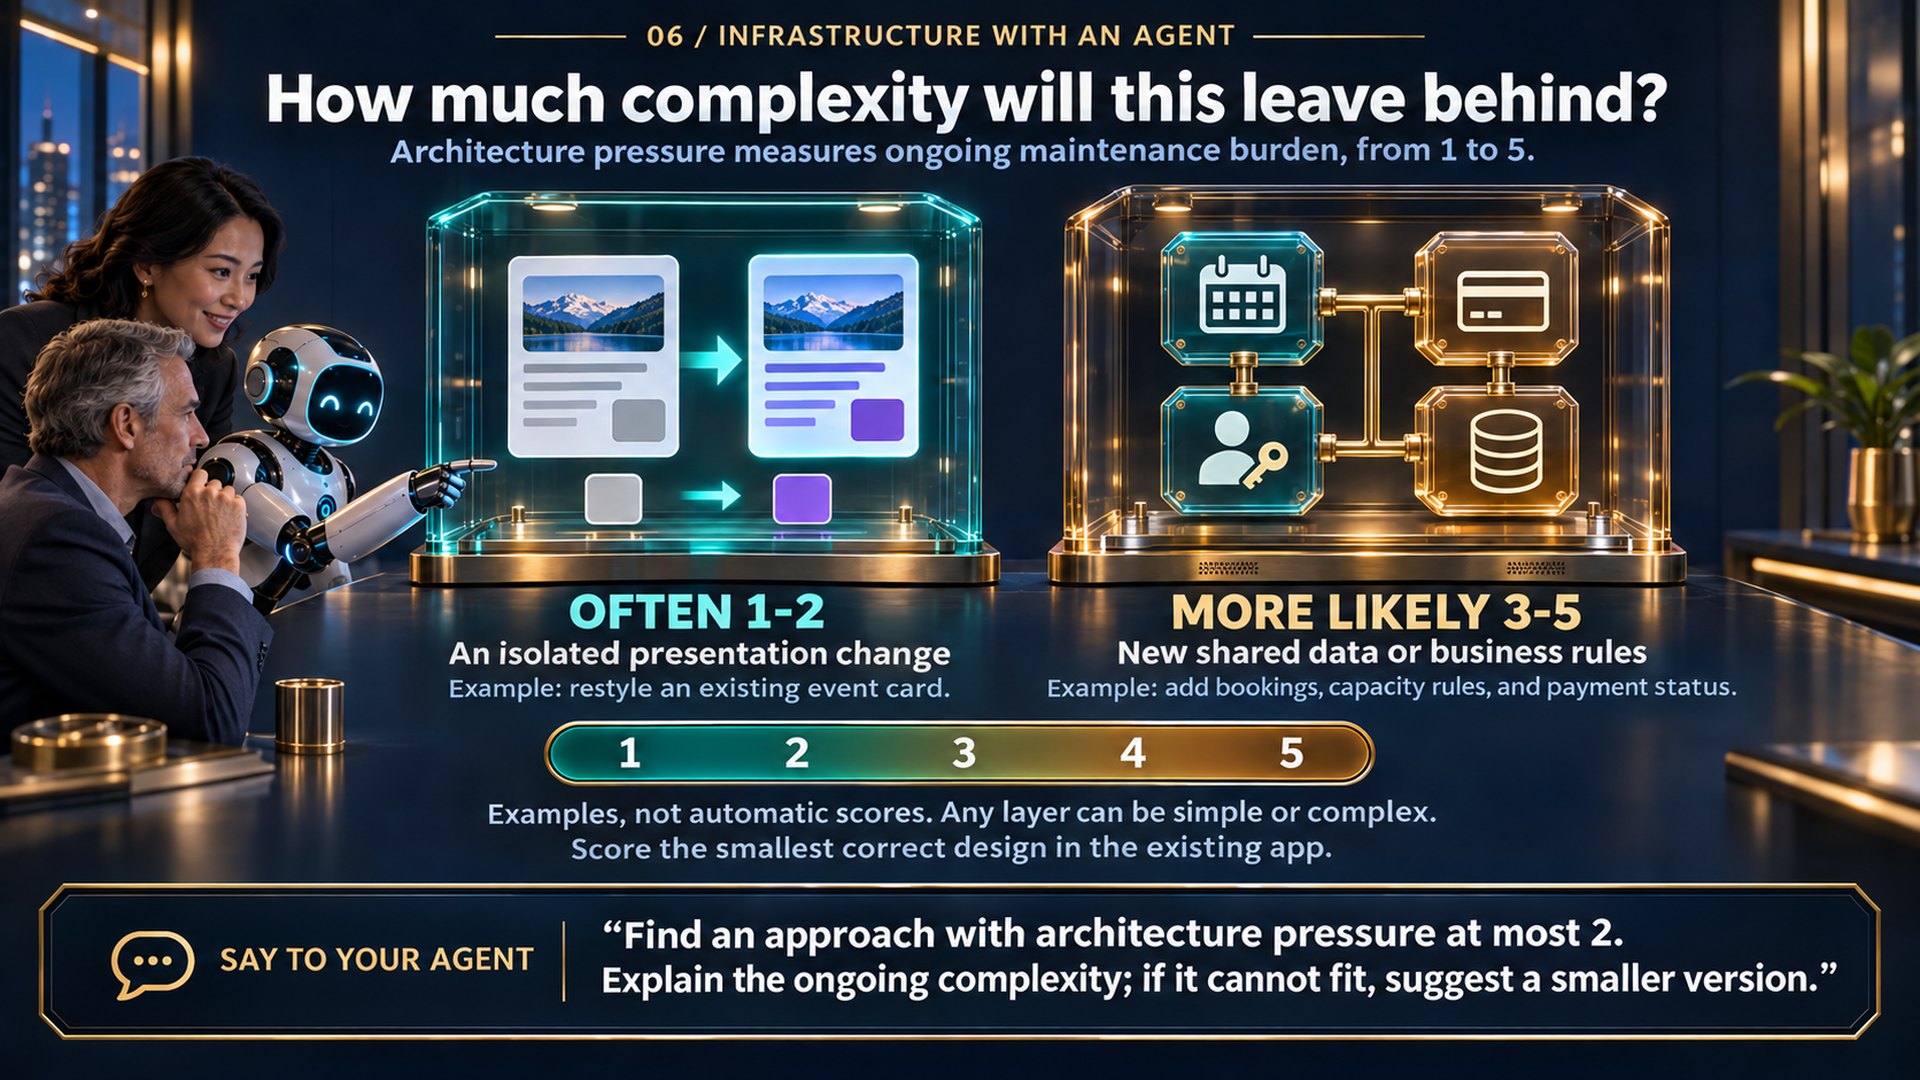 06 / INFRASTRUCTURE WITH AN AGENT
How much complexity will this leave behind?
Architecture pressure measures ongoing maintenance burden, from 1 to 5.
OFTEN 1-2
An isolated presentation change
Example: restyle an existing event card.
MORE LIKELY 3-5
New shared data or business rules
Example: add bookings, capacity rules, and payment status.
1 2 3 4 5
Examples, not automatic scores. Any layer can be simple or complex.
Score the smallest correct design in the existing app.
SAY TO YOUR AGENT
“Find an approach with architecture pressure at most 2.
Explain the ongoing complexity; if it cannot fit, suggest a smaller version.”